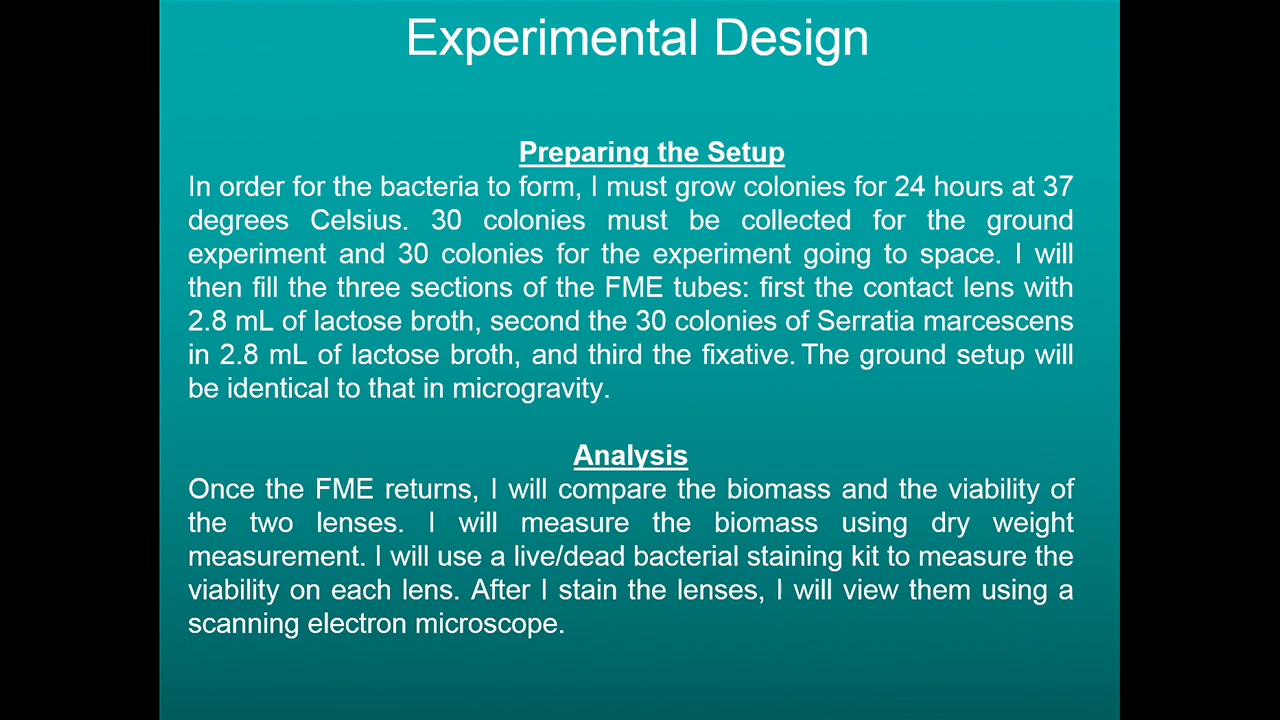 Experimental Design
Preparing the Setup
In order for the bacteria to form, I must grow colonies for 24 hours at 37
degrees Celsius. 30 colonies must be collected for the ground
experiment and 30 colonies for the experiment going to space. I will
then fill the three sections of the FME tubes: first the contact lens with
2.8 mL of lactose broth, second the 30 colonies of Serratia marcescens
in 2.8 mL of lactose broth, and third the fixative. The ground setup will
be identical to that in microgravity.
Analysis
Once the FME returns, I will compare the biomass and the viability of
the two lenses. I will measure the biomass using dry weight
measurement. I will use a live/dead bacterial staining kit to measure the
viability on each lens. After I stain the lenses, I will view them using a
scanning electron microscope.